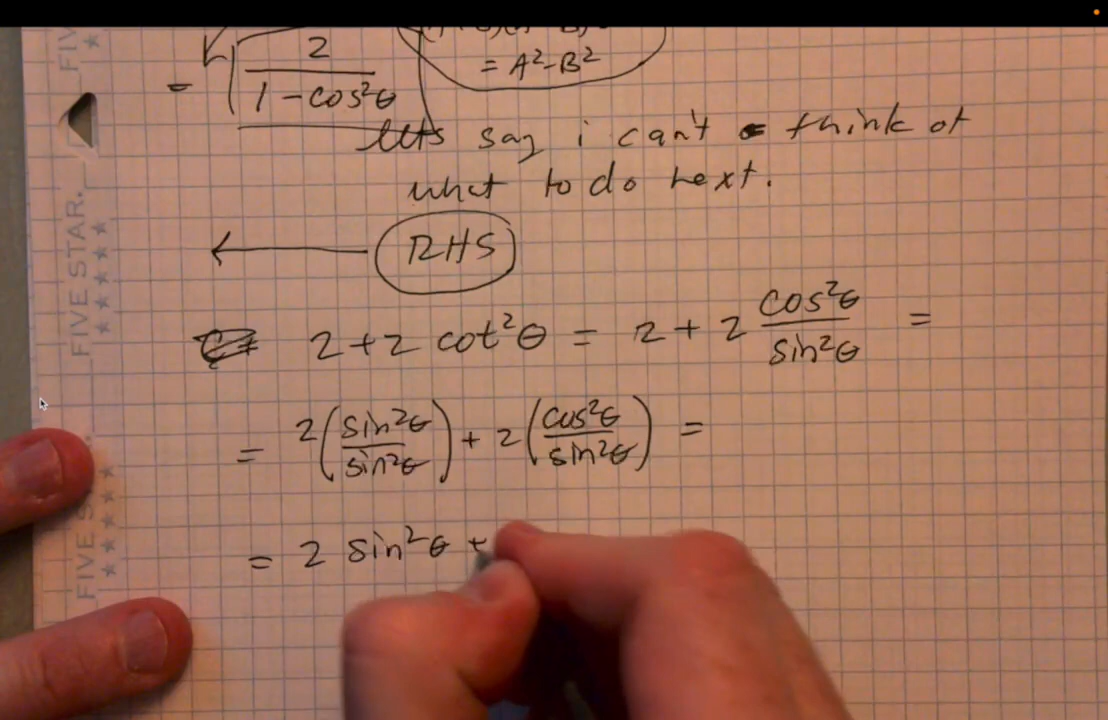 2 / 1 - cos²θ
= A²-B²
lets say i can't think of
what to do next.
RHS
2+2 cot²θ = 2 + 2 cos²θ / sin²θ =
= 2(sin²θ / sin²θ) + 2(cos²θ / sin²θ) =
= 2 sin²θ +
FIVE STAR.
FIVE STAR.